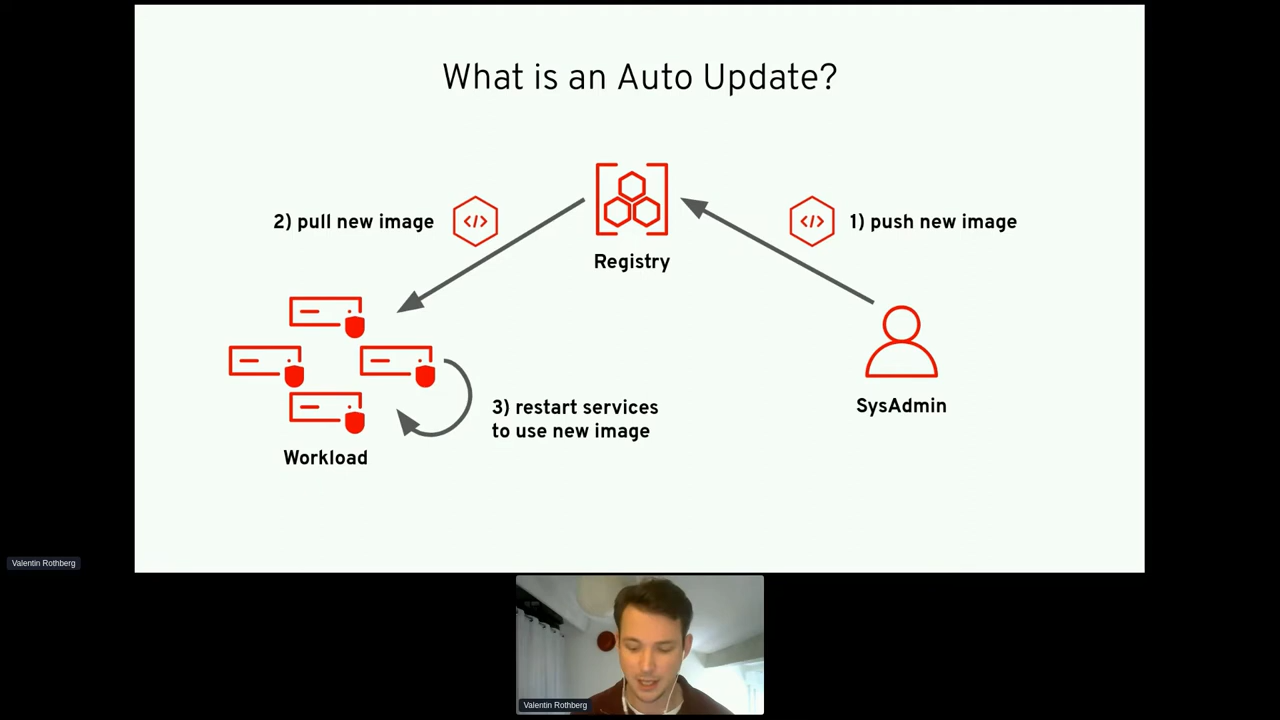 What is an Auto Update?
2) pull new image
</>
</>
1) push new image
Registry
SysAdmin
3) restart services
to use new image
Workload
Valentin Rothberg
Valentin Rothberg